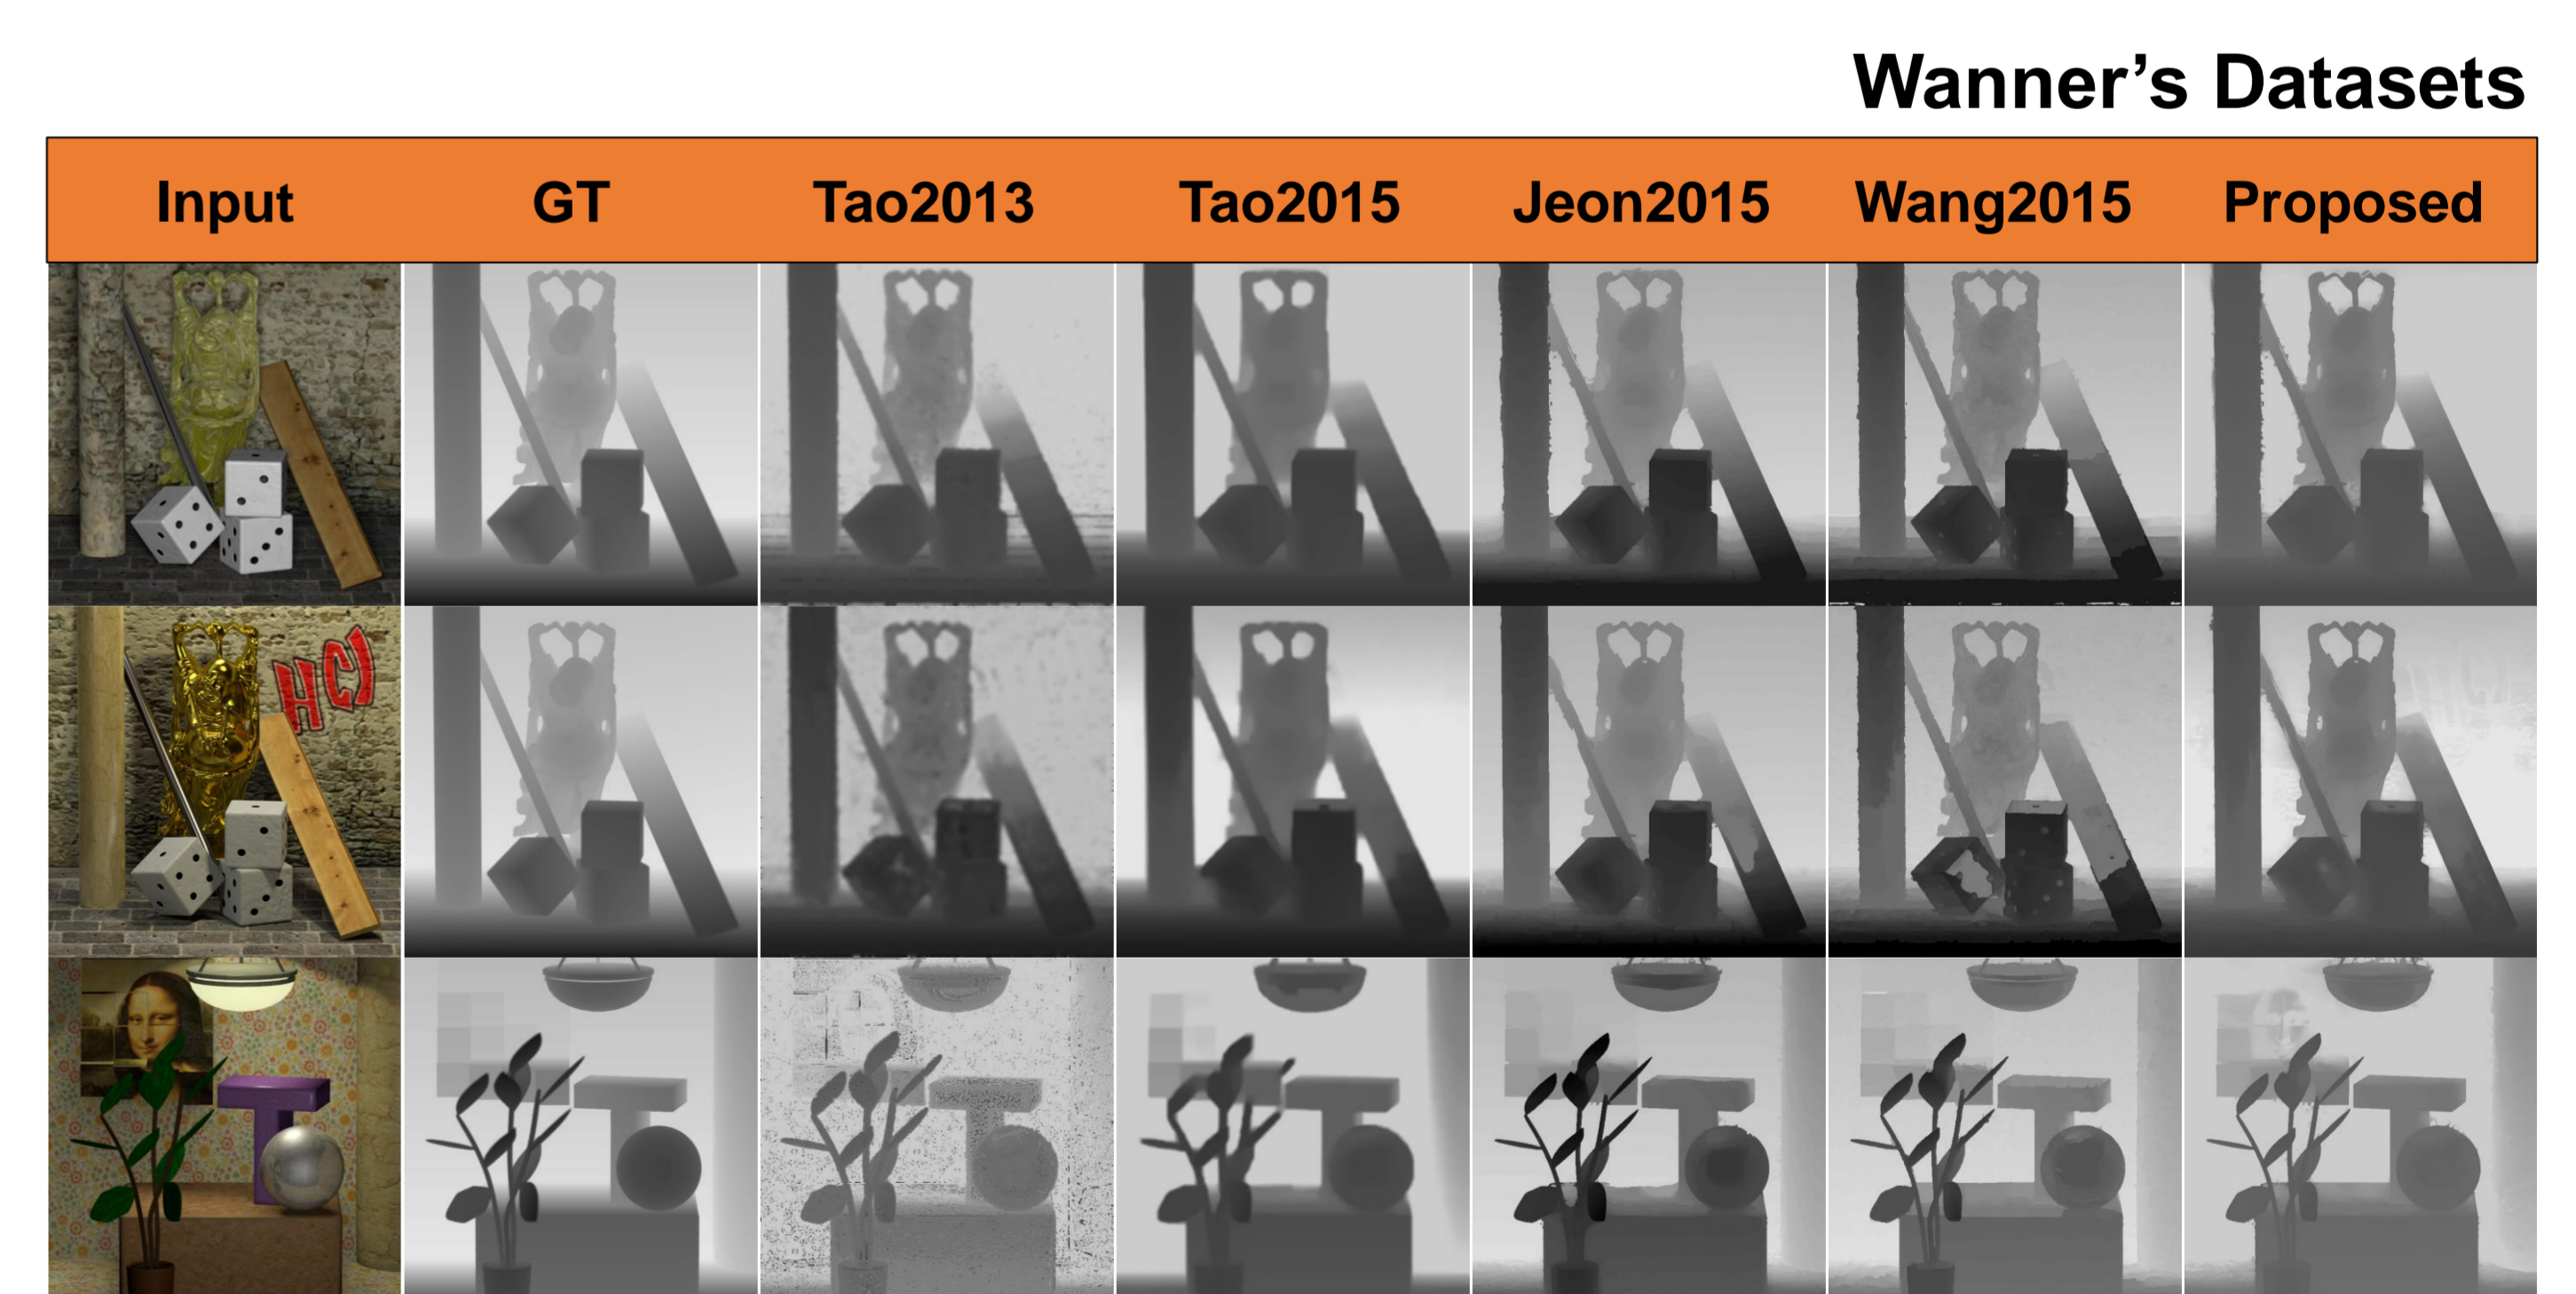 Wanner’s Datasets
Input GT Tao2013 Tao2015 Jeon2015 Wang2015 Proposed
HCI